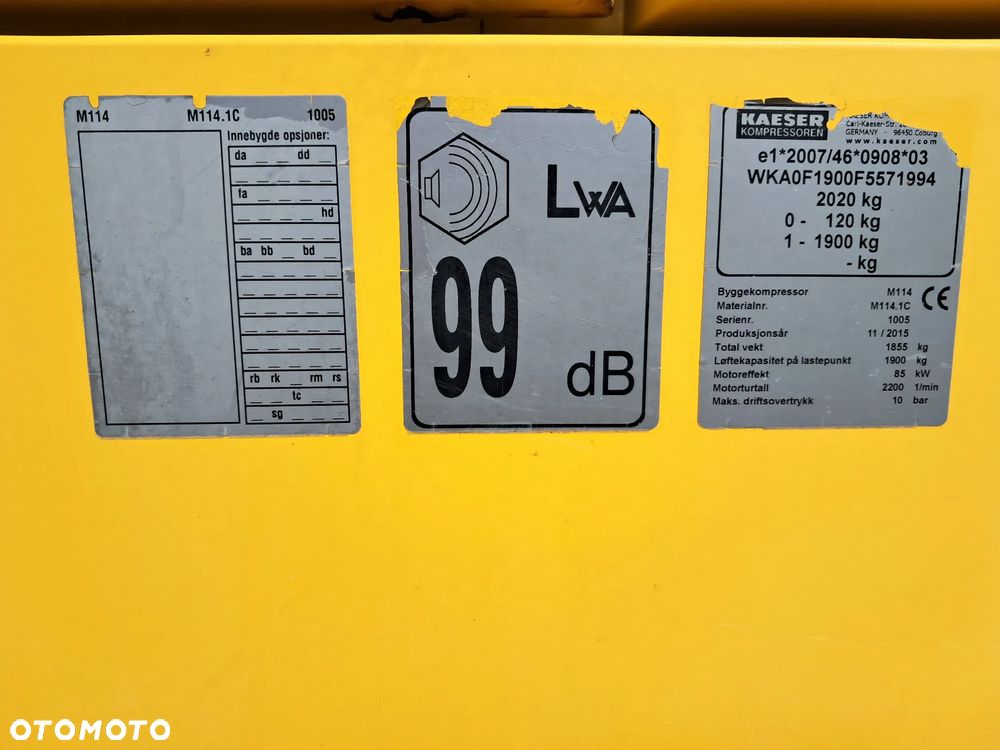 M114 M114.1C 1005
Innebygde opsjoner:
da _ _ dd _
_ _ _ _ _
fa _ _ _ _
_ _ _ _ hd
_ _ _ _ _
ba bb _ bd _
_ _ _ _ _
_ _ _ _ _
_ _ _ _ _
_ _ _ _ _
_ _ _ _ _
_ _ _ _ _
rb rk _ rm rs
_ _ tc _ _
_ sg _ _ _
LWA
99
dB
KAESER
KOMPRESSOREN
Carl-Kaeser-Str.
GERMANY - 96450 Coburg
www.kaeser.com
e1*2007/46*0908*03
WKA0F1900F5571994
2020 kg
0 - 120 kg
1 - 1900 kg
- kg
Byggekompressor M114
Materialnr. M114.1C
Serienr. 1005
Produksjonsår 11 / 2015
Total vekt 1855 kg
Løftekapasitet på lastepunkt 1900 kg
Motoreffekt 85 kW
Motorturtall 2200 1/min
Maks. driftsovertrykk 10 bar
CE
OTOMOTO